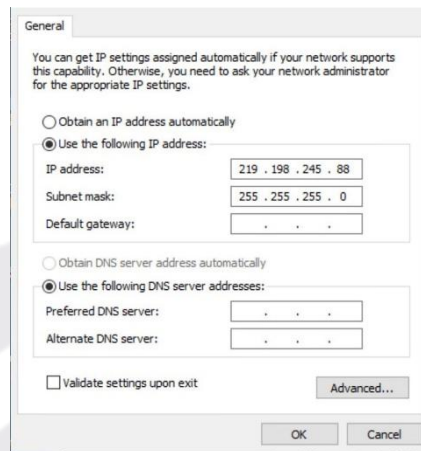 General
You can get IP settings assigned automatically if your network supports
this capability. Otherwise, you need to ask your network administrator
for the appropriate IP settings.
Obtain an IP address automatically
Use the following IP address:
IP address: 219 . 198 . 245 . 88
Subnet mask: 255 . 255 . 255 . 0
Default gateway: . . .
Obtain DNS server address automatically
Use the following DNS server addresses:
Preferred DNS server: . . .
Alternate DNS server: . . .
Validate settings upon exit
Advanced...
OK Cancel